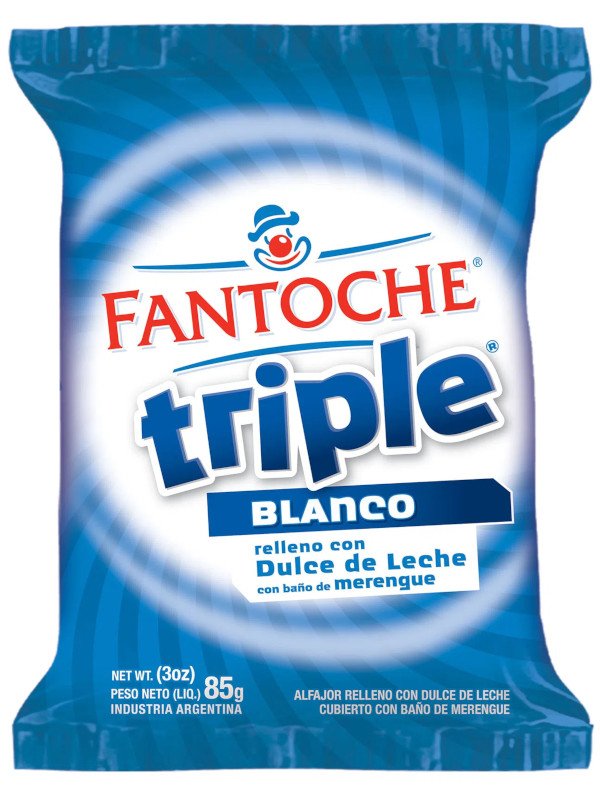 FANTOCHE®
triple®
BLANCO
relleno con
Dulce de Leche
con baño de merengue
NET WT. (3oz)
PESO NETO (LIQ.) 85g
INDUSTRIA ARGENTINA
ALFAJOR RELLENO CON DULCE DE LECHE
CUBIERTO CON BAÑO DE MERENGUE